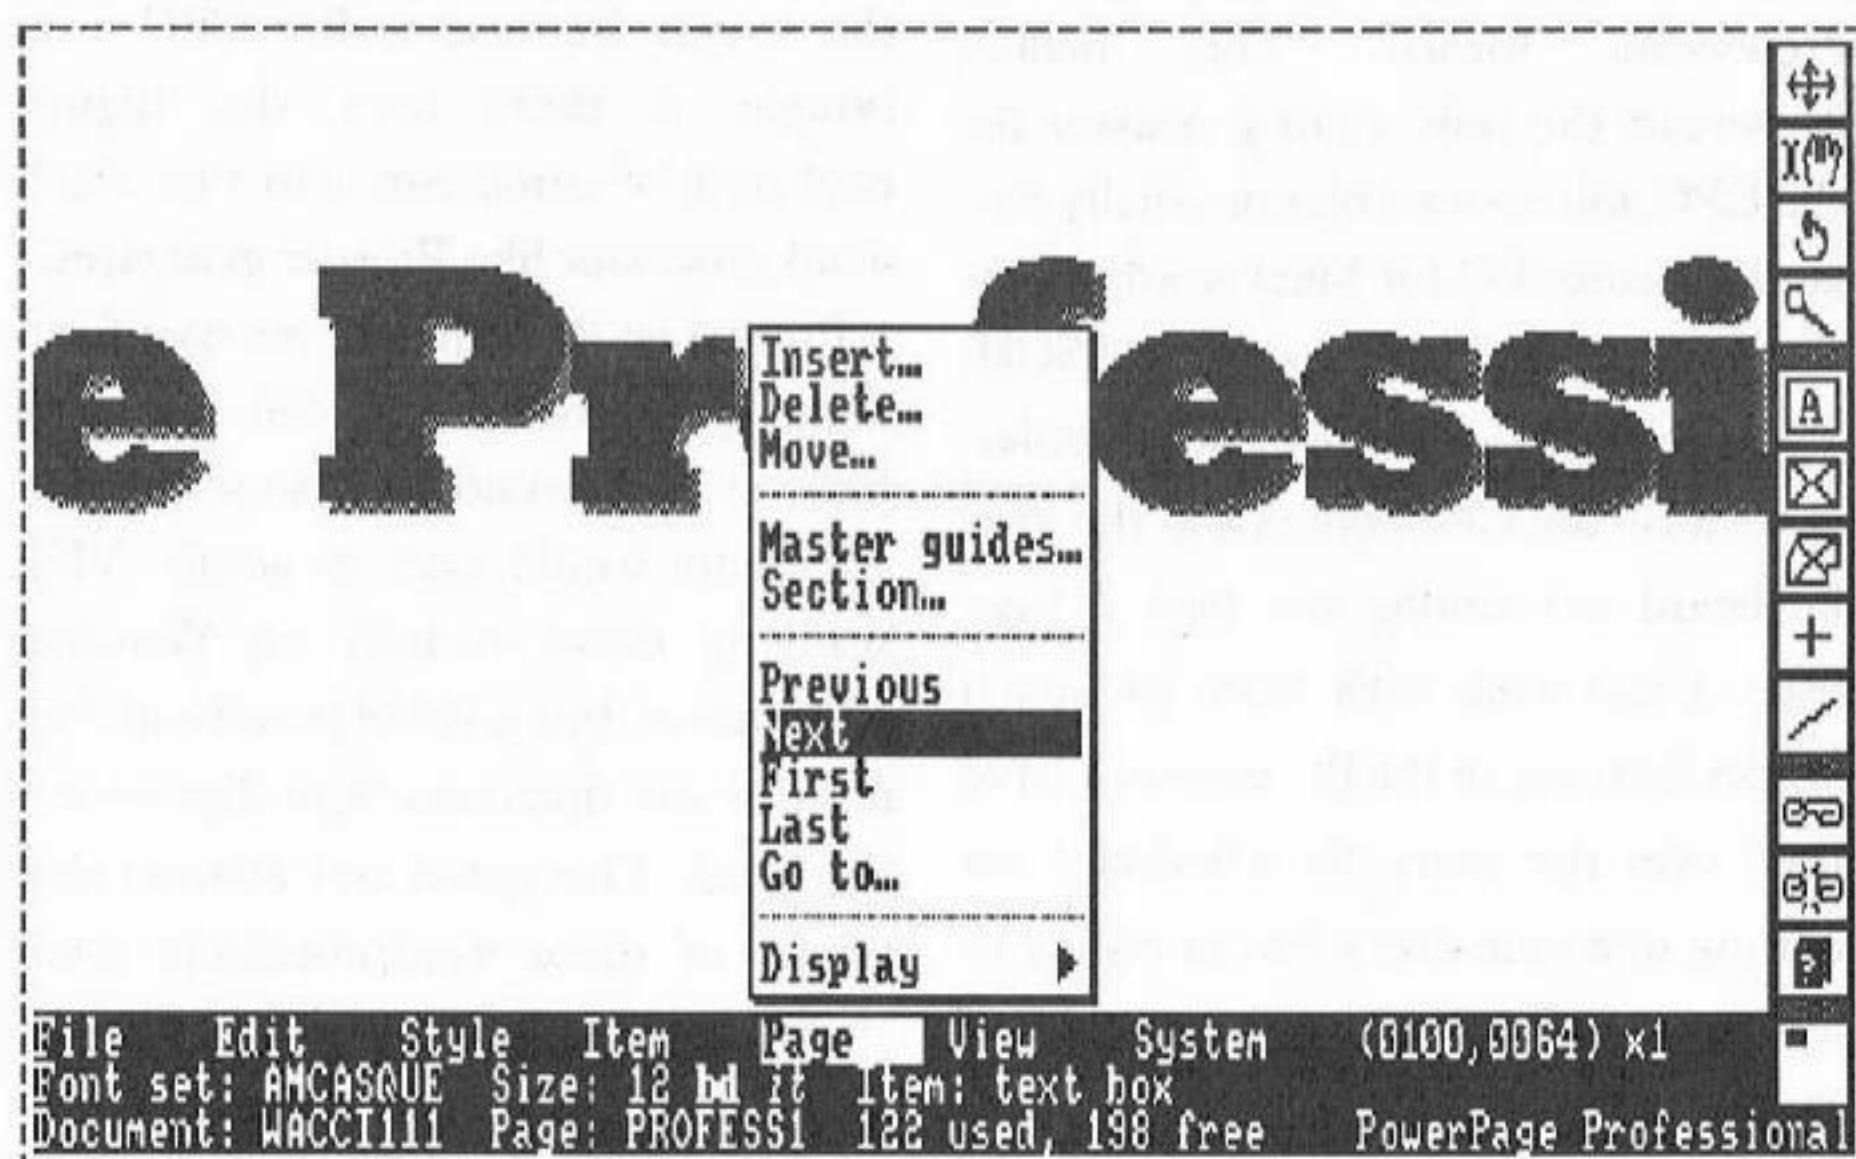 e Pr fessi
Insert…
Delete…
Move…
Master guides…
Section…
Previous
Next
First
Last
Go to…
Display
A
File Edit Style Item Page View System (0100,0064) x1
Font set: AMCASQUE Size: 12 bd it Item: text box
Document: WACCI111 Page: PROFESS1 122 used, 198 free PowerPage Professional